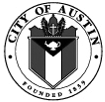 CITY OF AUSTIN
FOUNDED 1839